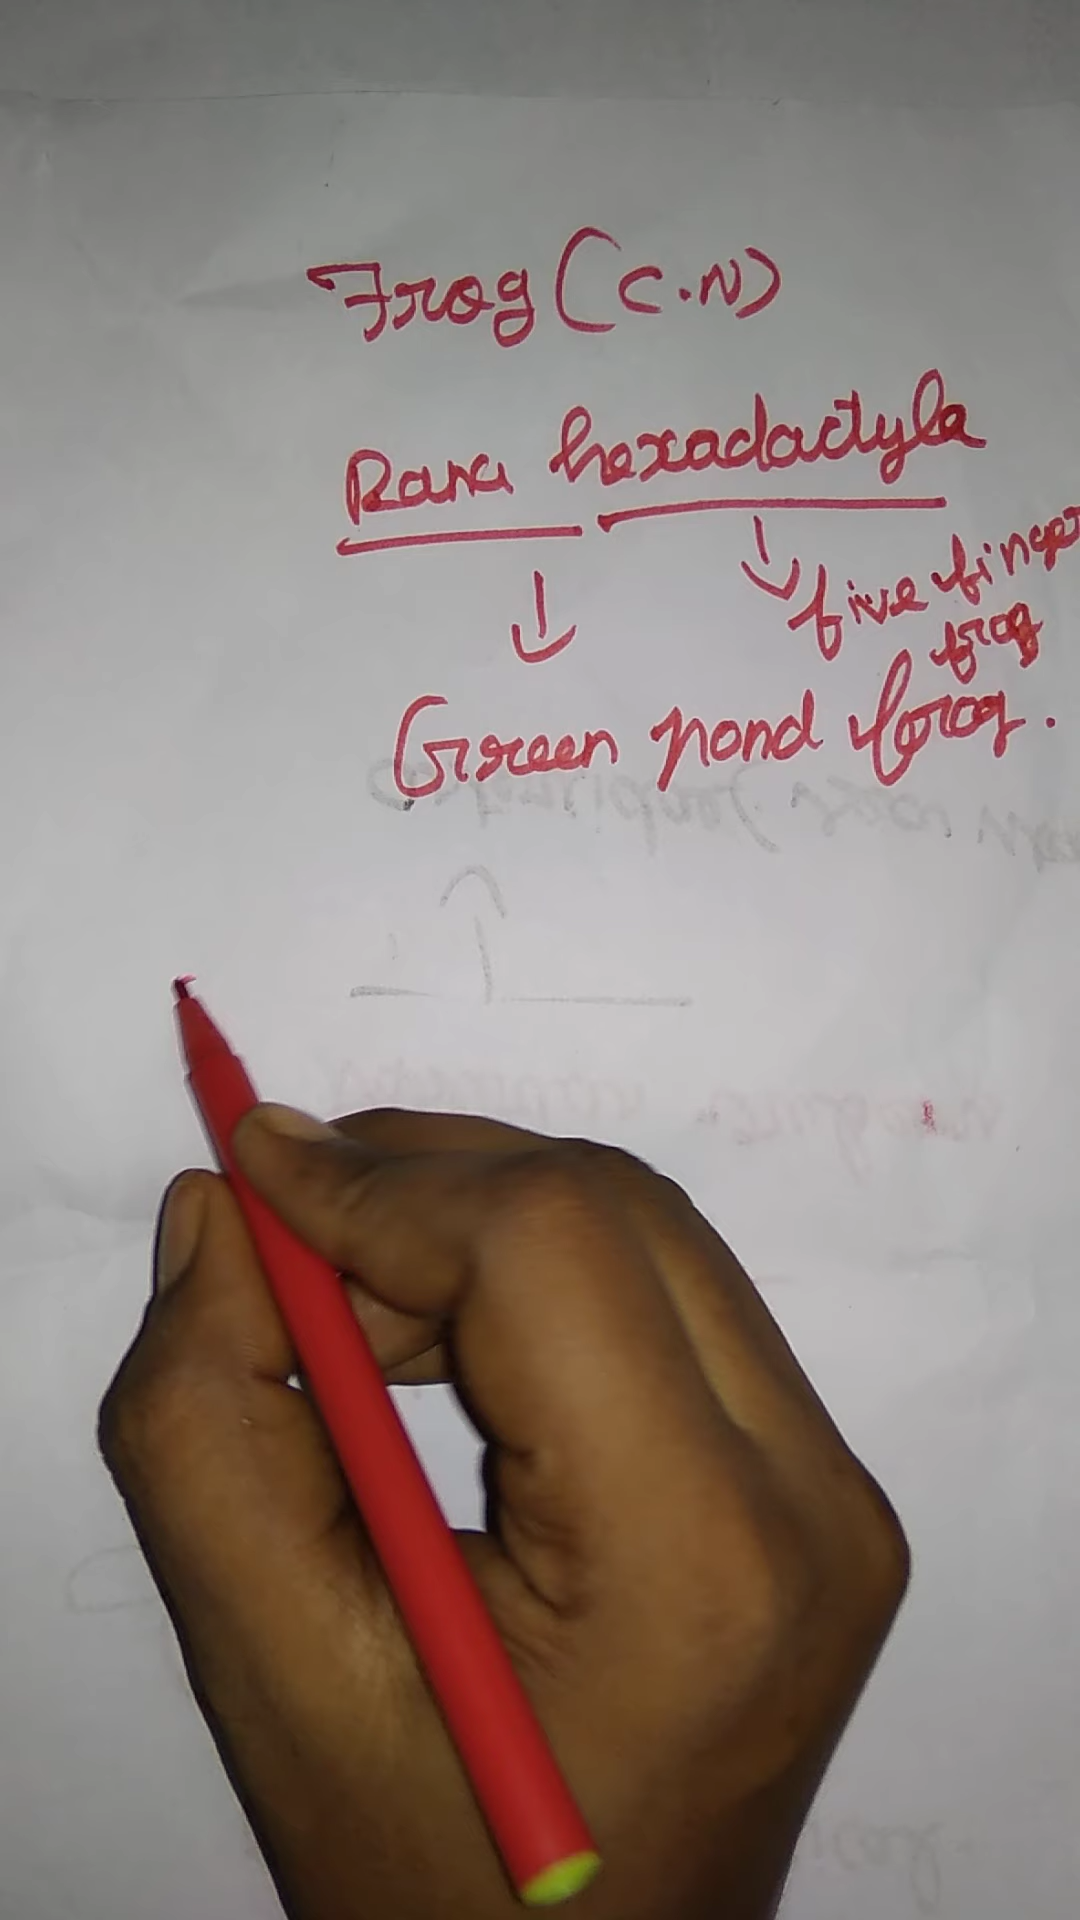 Frog (C.N)
Rana hexadactyla
five finger
frog
Green pond frog.